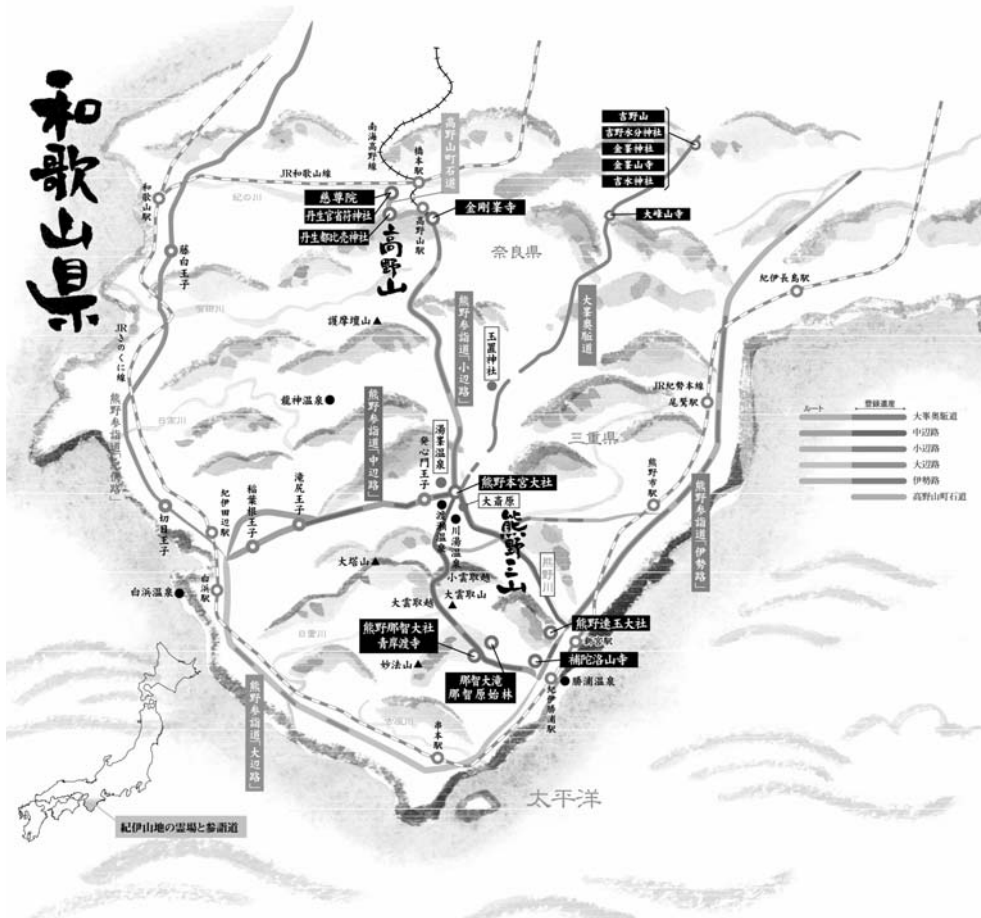 和歌山県
南海高野線
橋本駅
高野山町石道
JR和歌山線
紀の川
和歌山駅
慈尊院
丹生官省符神社
丹生都比売神社
高野山
金剛峯寺
高野山駅
吉野山
吉野水分神社
金峯神社
金峯山寺
吉水神社
大峰山寺
奈良県
藤白王子
護摩壇山
熊野参詣道「小辺路」
玉置神社
大峯奥駈道
紀伊長島駅
JRきのくに線
熊野参詣道「紀伊路」
龍神温泉
熊野参詣道「中辺路」
発心門王子
湯峯温泉
JR紀勢本線
尾鷲駅
三重県
ルート
登録遺産
大峯奥駈道
中辺路
小辺路
大辺路
伊勢路
高野山町石道
熊野本宮大社
大斎原
熊野三山
熊野市駅
熊野参詣道「伊勢路」
切目王子
紀伊田辺駅
稲葉根王子
滝尻王子
渡瀬温泉
川湯温泉
小雲取越
大塔山
大雲取越
大雲取山
熊野川
白浜温泉
白浜駅
日置川
熊野那智大社
青岸渡寺
妙法山
那智大滝
那智原始林
熊野速玉大社
新宮駅
補陀洛山寺
紀伊勝浦駅
勝浦温泉
熊野参詣道「大辺路」
串本駅
太平洋
紀伊山地の霊場と参詣道